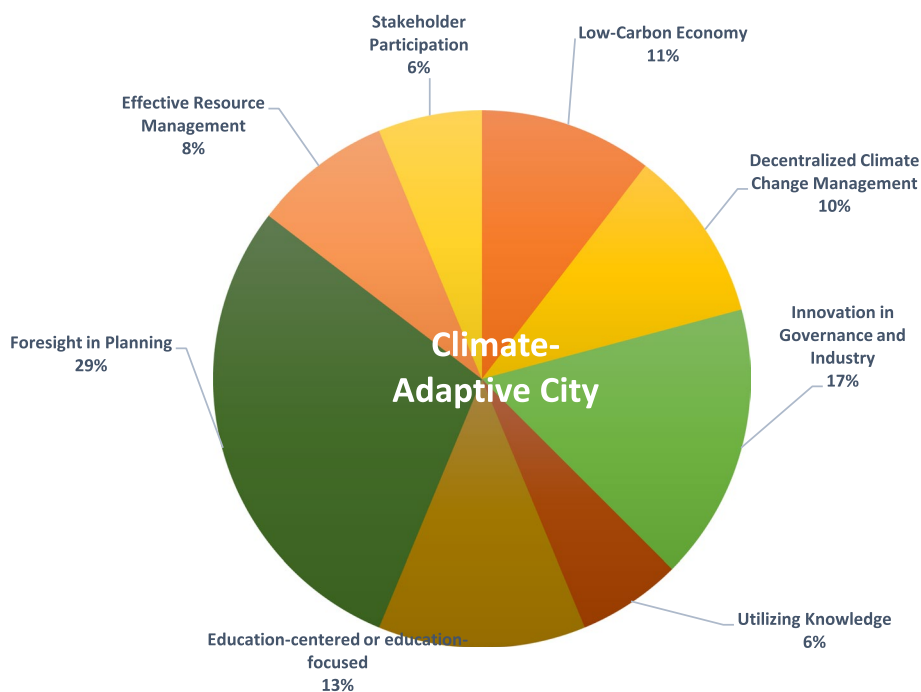 Stakeholder
Participation
6%
Low-Carbon Economy
11%
Effective Resource
Management
8%
Decentralized Climate
Change Management
10%
Innovation in
Governance and
Industry
17%
Foresight in Planning
29%
Climate-
Adaptive City
Utilizing Knowledge
6%
Education-centered or education-
focused
13%